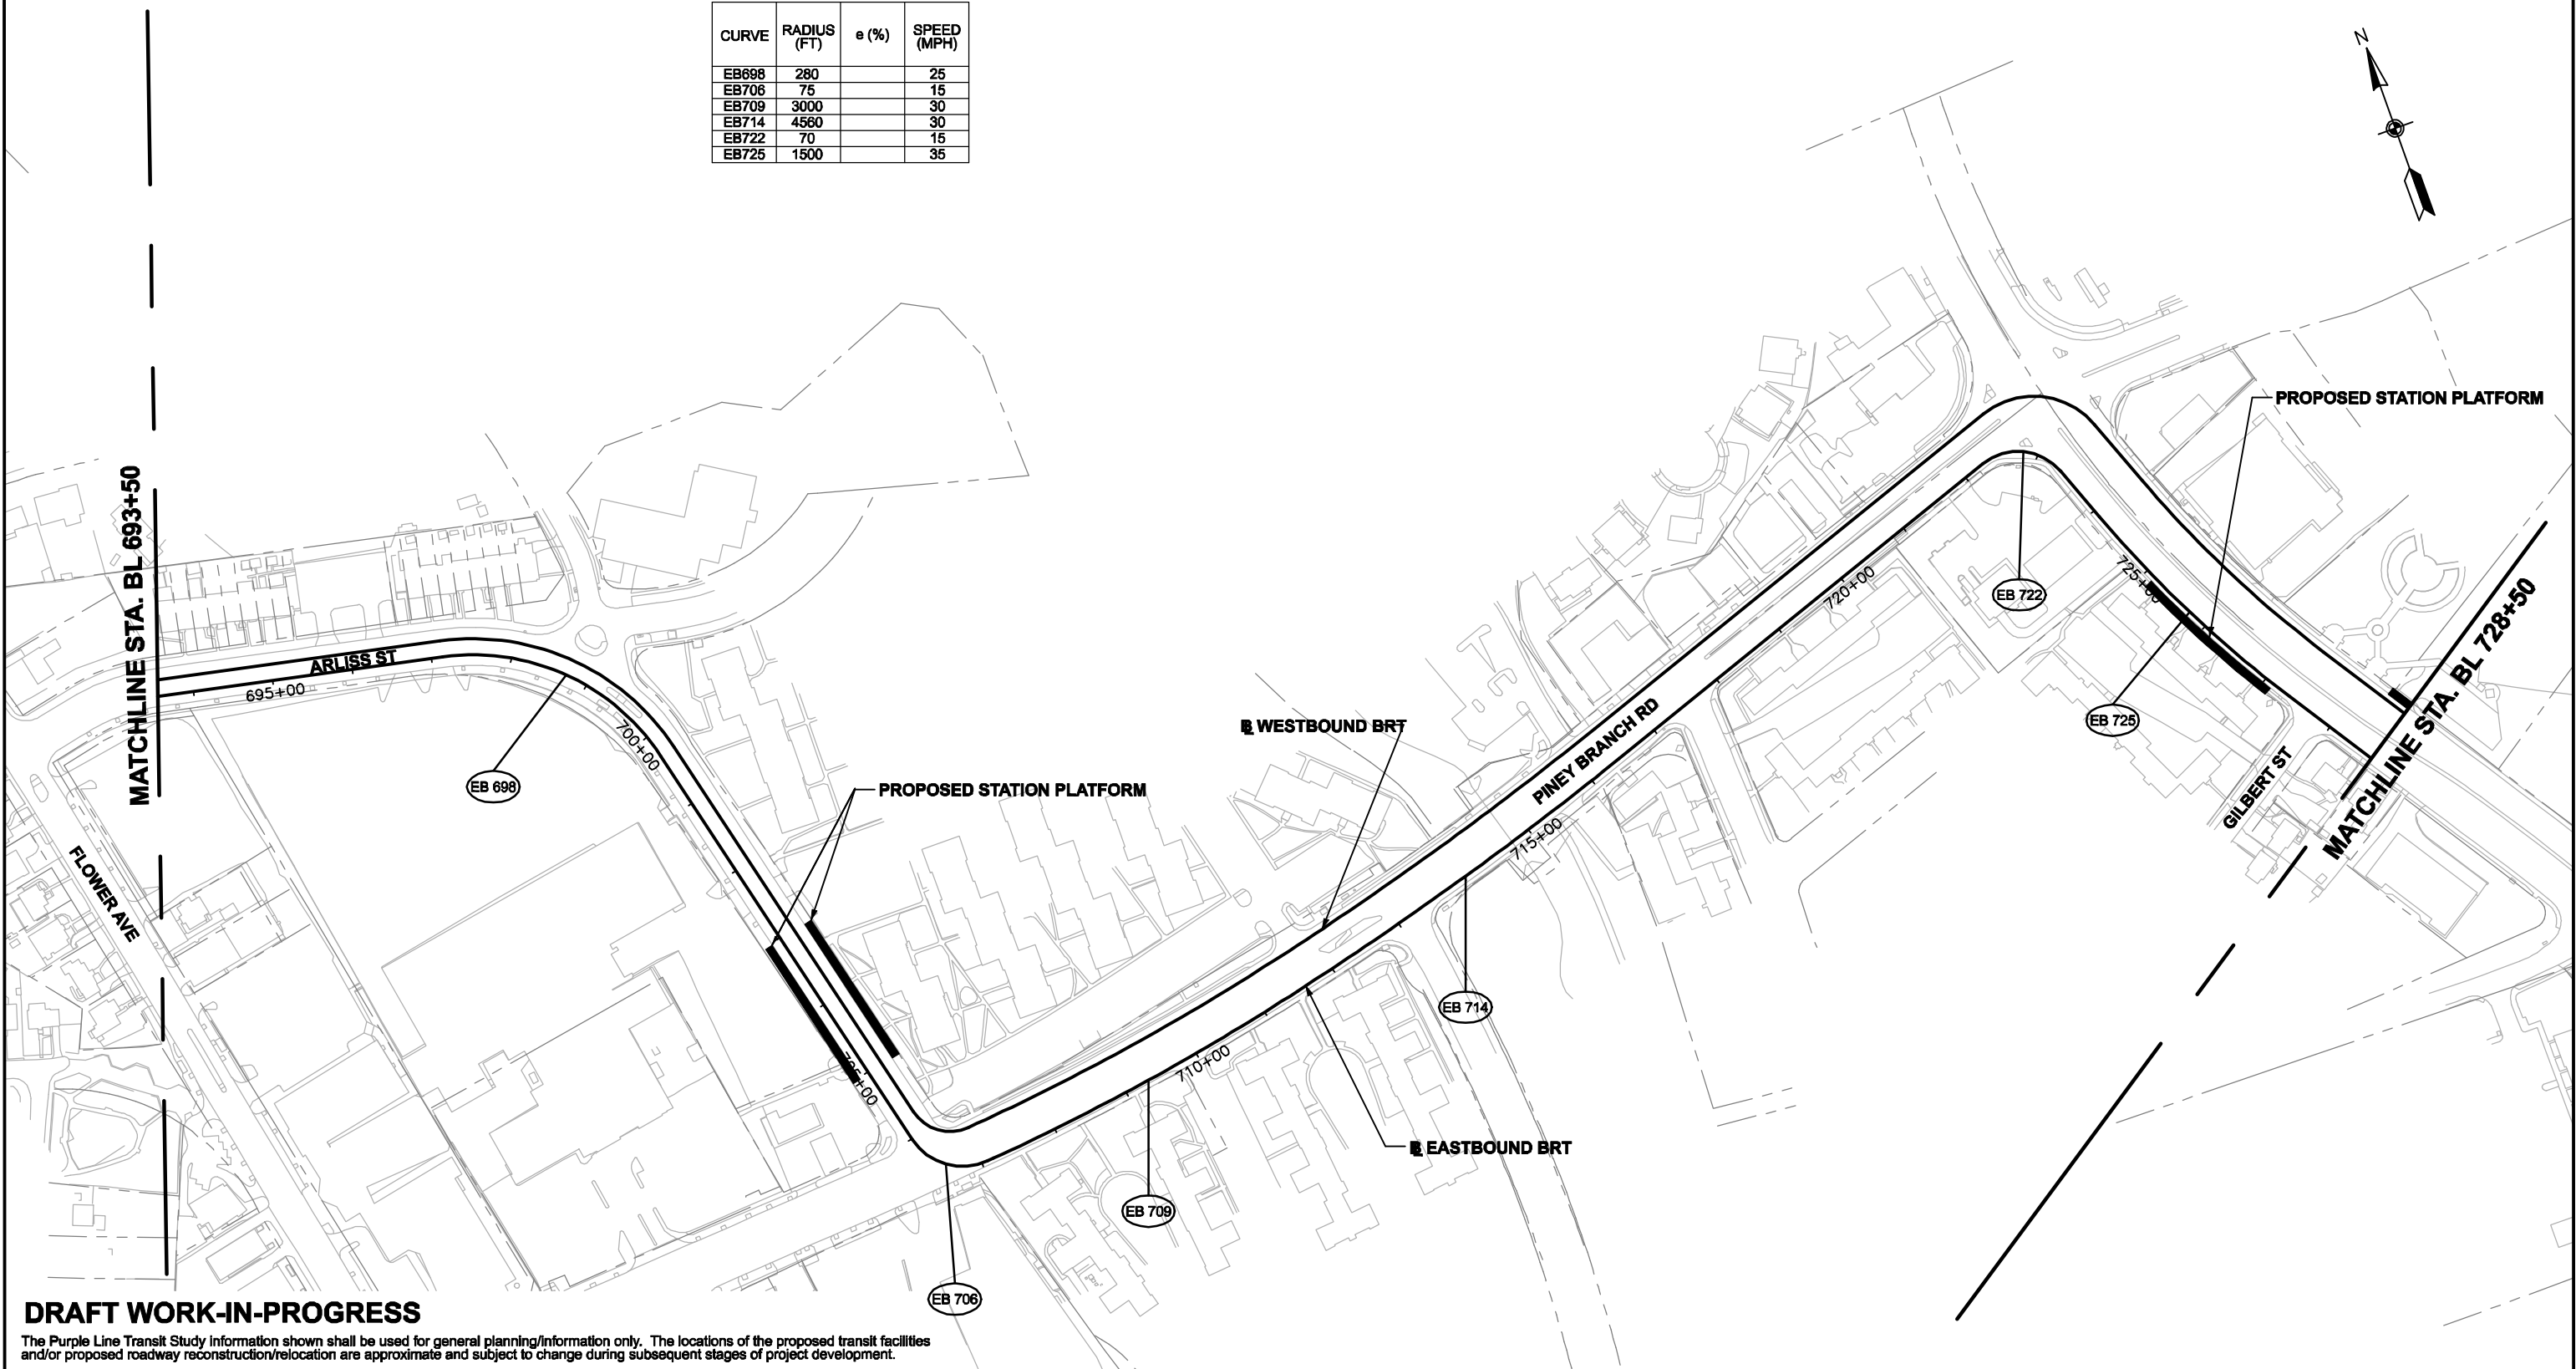 CURVE RADIUS (FT) e (%) SPEED (MPH)
EB698 280 25
EB706 75 15
EB709 3000 30
EB714 4560 30
EB722 70 15
EB725 1500 35
N
PROPOSED STATION PLATFORM
MATCHLINE STA. BL 693+50
ARLISS ST
695+00
700+00
EB 698
FLOWER AVE
PROPOSED STATION PLATFORM
705+00
BL WESTBOUND BRT
PINEY BRANCH RD
720+00
EB 722
725+00
EB 725
GILBERT ST
MATCHLINE STA. BL 728+50
715+00
EB 714
710+00
BL EASTBOUND BRT
EB 709
EB 706
DRAFT WORK-IN-PROGRESS
The Purple Line Transit Study information shown shall be used for general planning/information only. The locations of the proposed transit facilities
and/or proposed roadway reconstruction/relocation are approximate and subject to change during subsequent stages of project development.